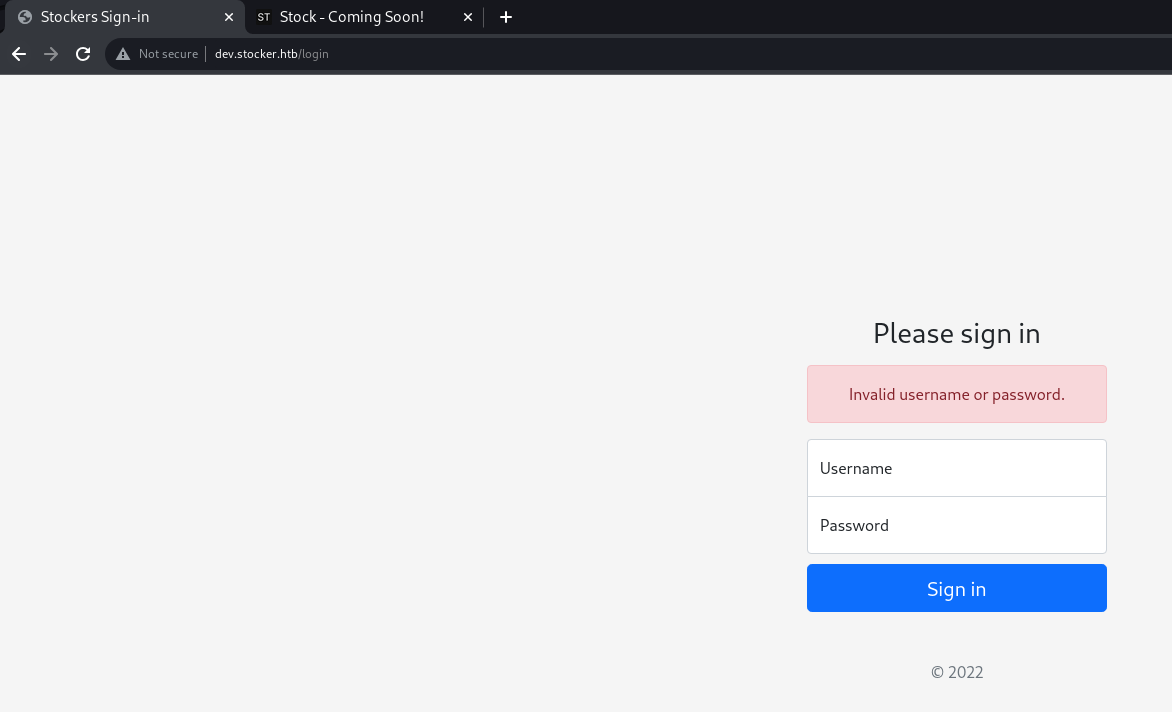 Stockers Sign-in
ST Stock - Coming Soon!
Not secure dev.stocker.htb/login
Please sign in
Invalid username or password.
Username
Password
Sign in
© 2022